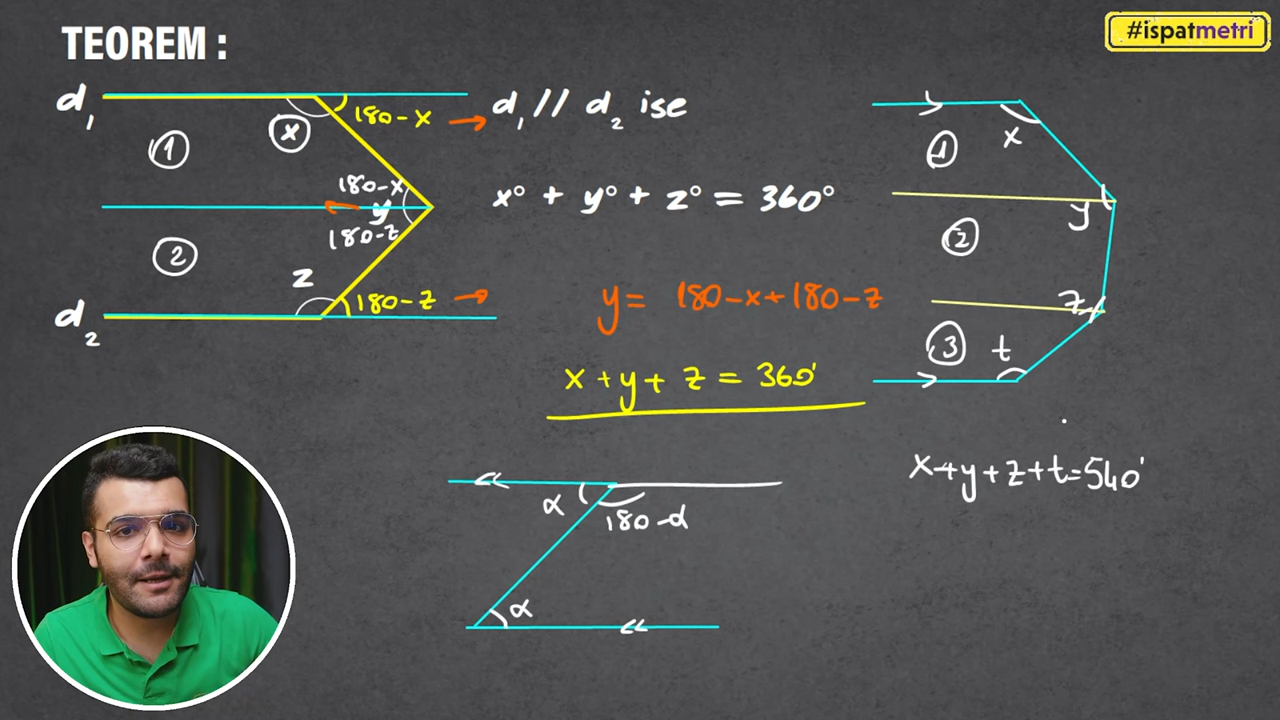 TEOREM :
#ispatmetri
d₁
① x 180-x
d₁ // d₂ ise
180-x
y
180-z
x° + y° + z° = 360°
② z 180-z
d₂
y = 180-x+180-z
x + y + z = 360°
α 180-α
α
① x
② y
z
③ t
x+y+z+t=540°